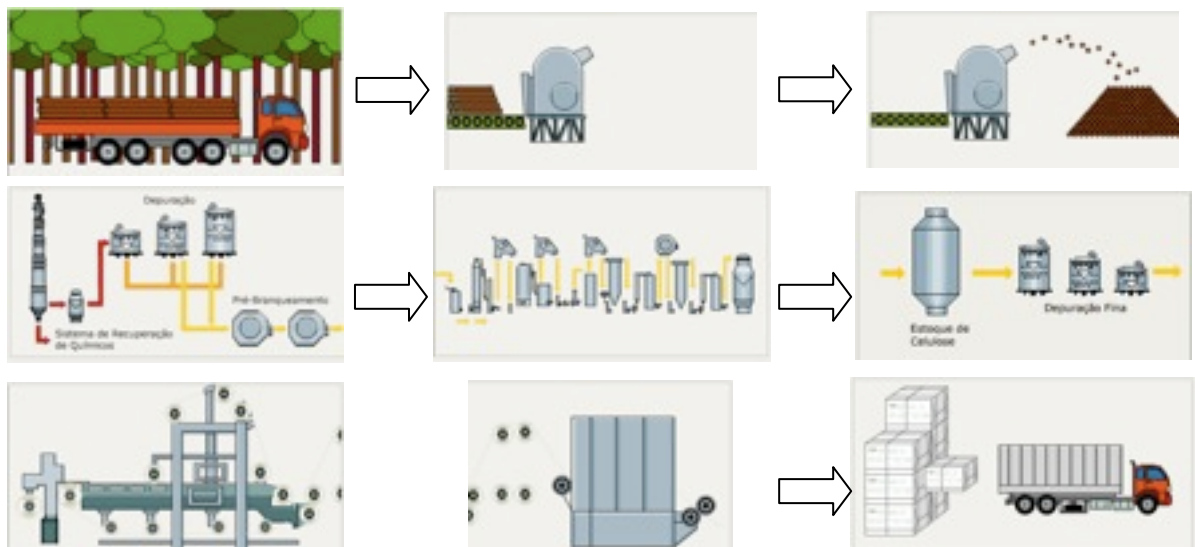 Depuração
Pré-Branqueamento
Sistema de Recuperação
de Químicos
Estoque de
Celulose
Depuração Fina